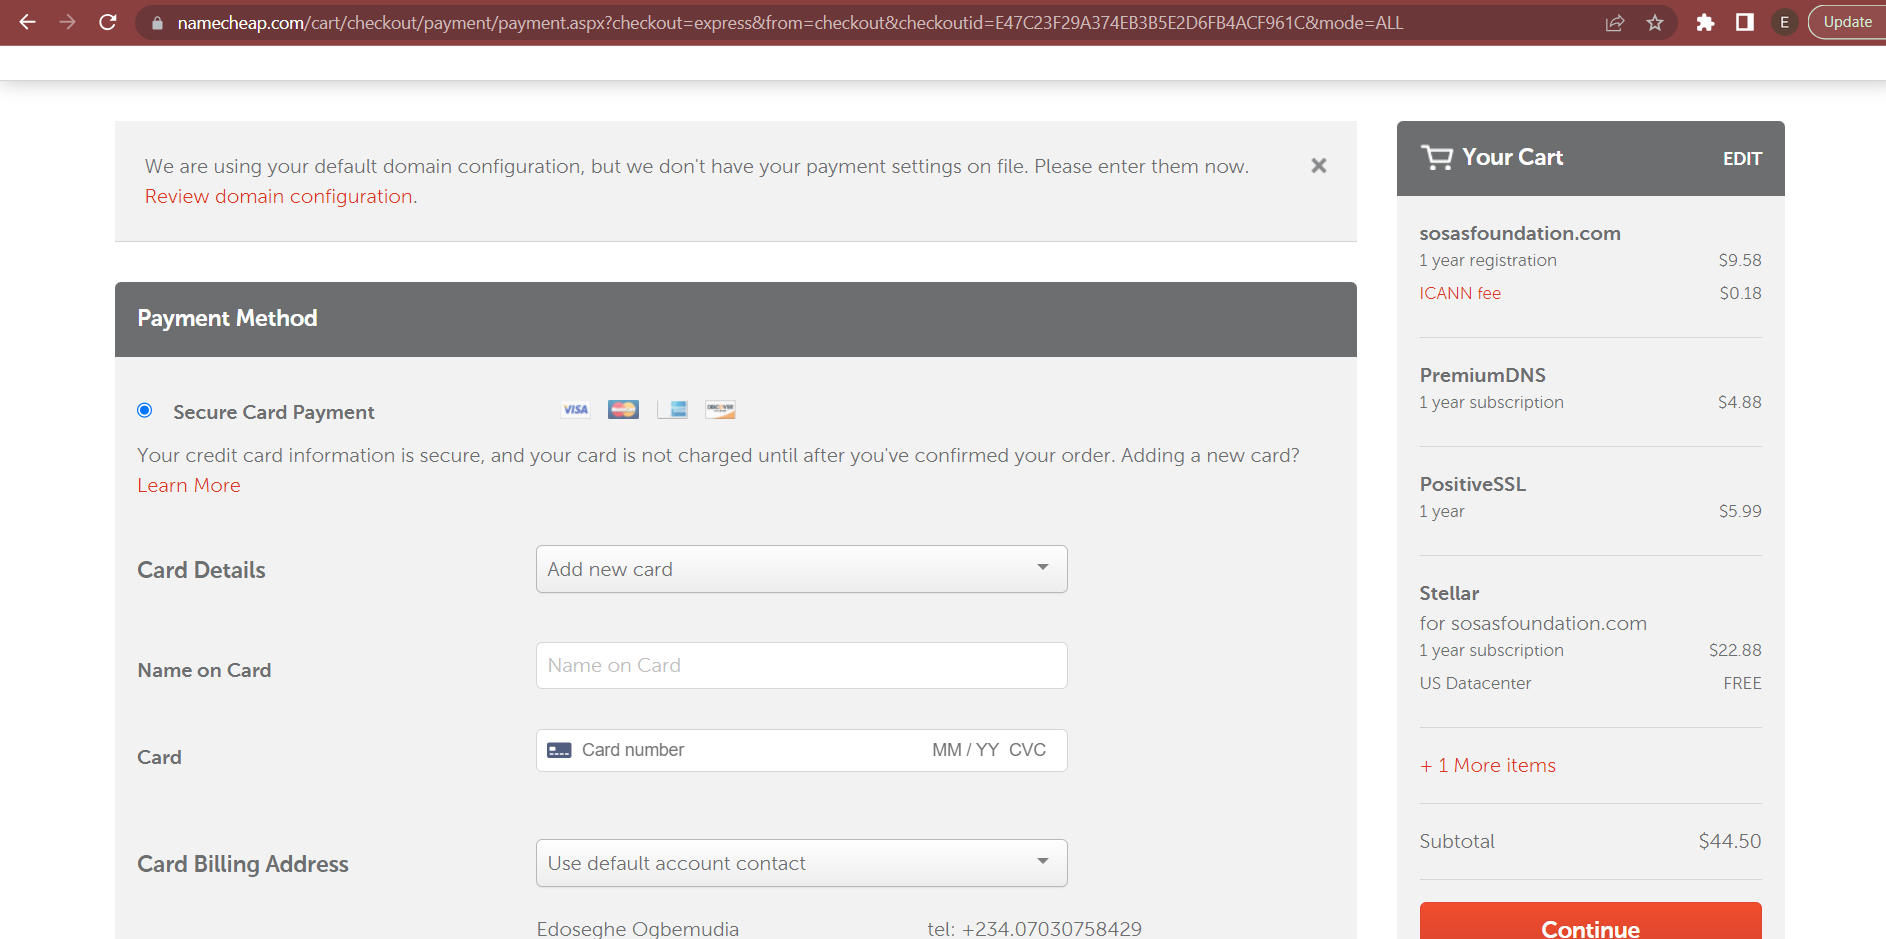 namecheap.com/cart/checkout/payment/payment.aspx?checkout=express&from=checkout&checkoutid=E47C23F29A374EB3B5E2D6FB4ACF961C&mode=ALL
E
Update
We are using your default domain configuration, but we don't have your payment settings on file. Please enter them now.
Review domain configuration.
Payment Method
Secure Card Payment
VISA
MasterCard
DISCOVER
Your credit card information is secure, and your card is not charged until after you've confirmed your order. Adding a new card?
Learn More
Card Details
Add new card
Name on Card
Name on Card
Card
Card number
MM / YY CVC
Card Billing Address
Use default account contact
Edoseghe Ogbemudia
tel: +234.07030758429
Your Cart
EDIT
sosasfoundation.com
1 year registration $9.58
ICANN fee $0.18
PremiumDNS
1 year subscription $4.88
PositiveSSL
1 year $5.99
Stellar
for sosasfoundation.com
1 year subscription $22.88
US Datacenter FREE
+ 1 More items
Subtotal $44.50
Continue